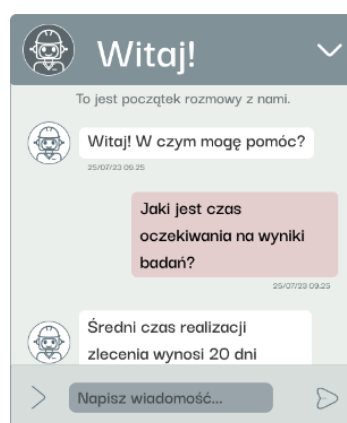 Witaj!
To jest początek rozmowy z nami.
Witaj! W czym mogę pomóc?
25/07/23 09.25
Jaki jest czas
oczekiwania na wyniki
badań?
25/07/23 09.25
Średni czas realizacji
zlecenia wynosi 20 dni
Napisz wiadomość...